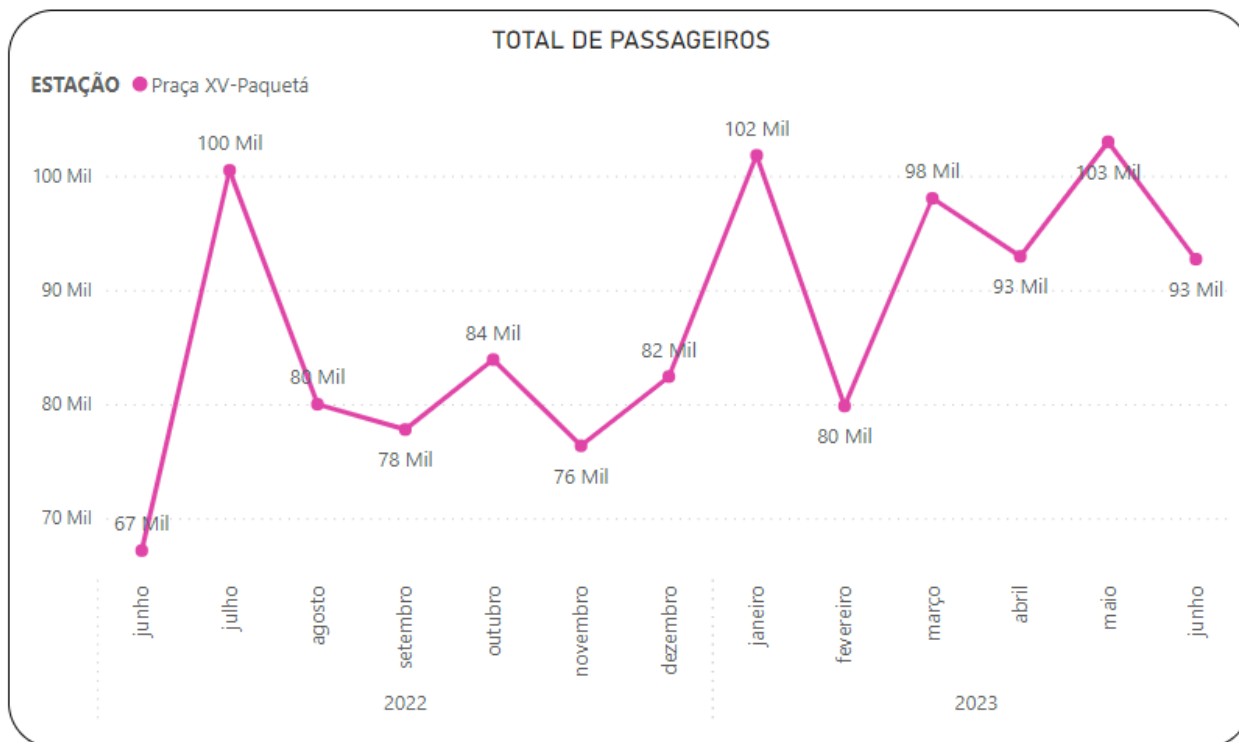 TOTAL DE PASSAGEIROS
ESTAÇÃO Praça XV-Paquetá
100 Mil
90 Mil
80 Mil
70 Mil
67 Mil
100 Mil
80 Mil
78 Mil
84 Mil
76 Mil
82 Mil
102 Mil
80 Mil
98 Mil
93 Mil
103 Mil
93 Mil
junho
julho
agosto
setembro
outubro
novembro
dezembro
janeiro
fevereiro
março
abril
maio
junho
2022
2023